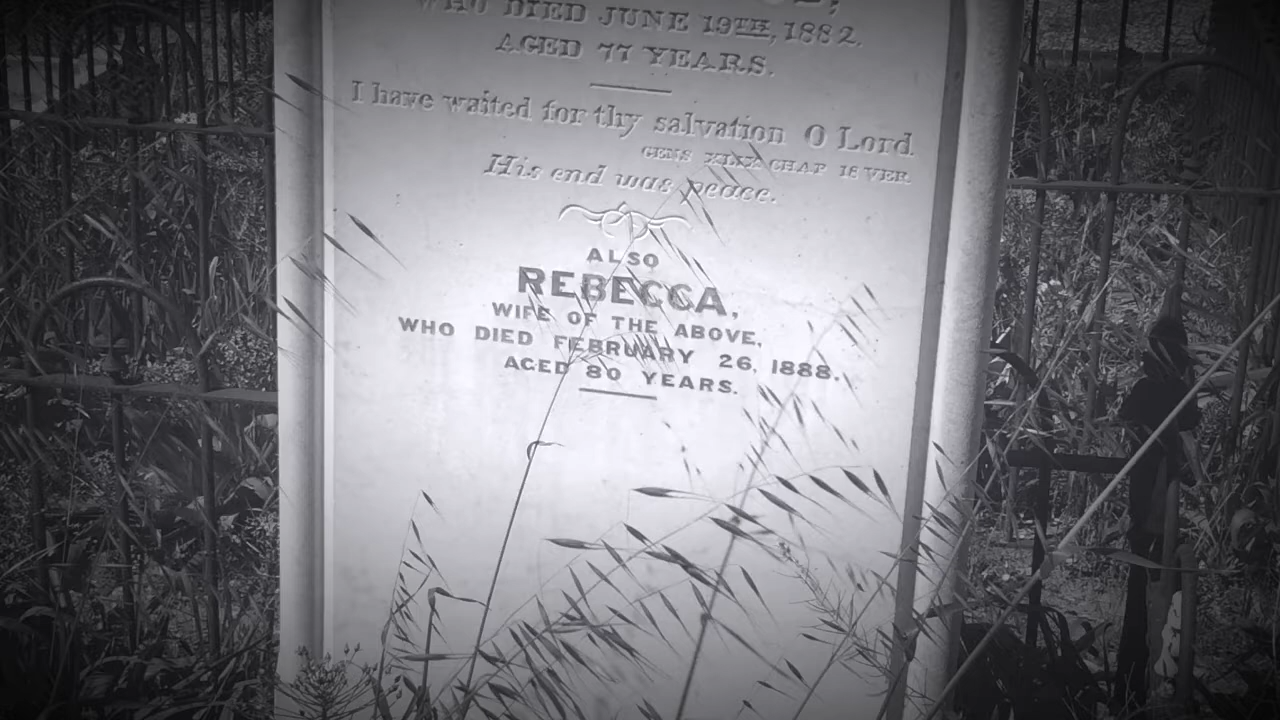 WHO DIED JUNE 19TH, 1882.
AGED 77 YEARS.
I have waited for thy salvation O Lord.
GENS XLIX CHAP 18 VER.
His end was peace.
ALSO
REBECCA,
WIFE OF THE ABOVE,
WHO DIED FEBRUARY 26, 1888.
AGED 80 YEARS.